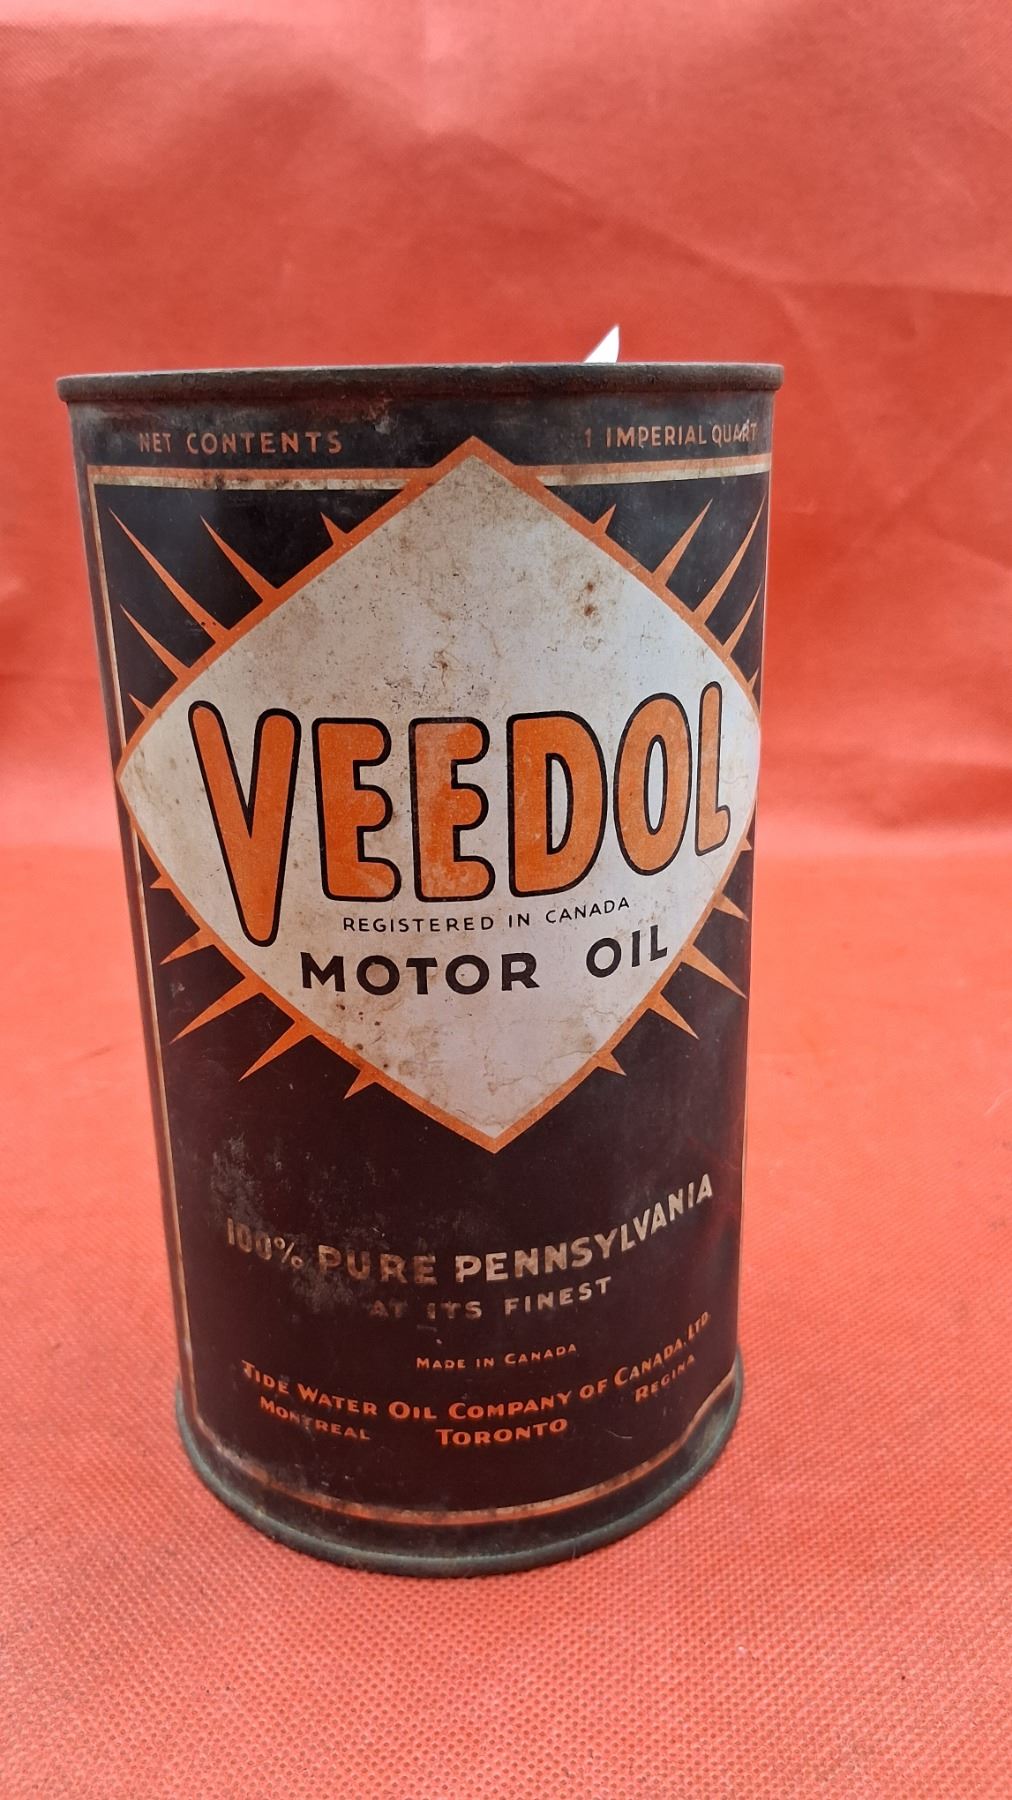 NET CONTENTS 1 IMPERIAL QUART
VEEDOL
REGISTERED IN CANADA
MOTOR OIL
100% PURE PENNSYLVANIA
AT ITS FINEST
MADE IN CANADA
TIDE WATER OIL COMPANY OF CANADA, LTD.
MONTREAL TORONTO REGINA